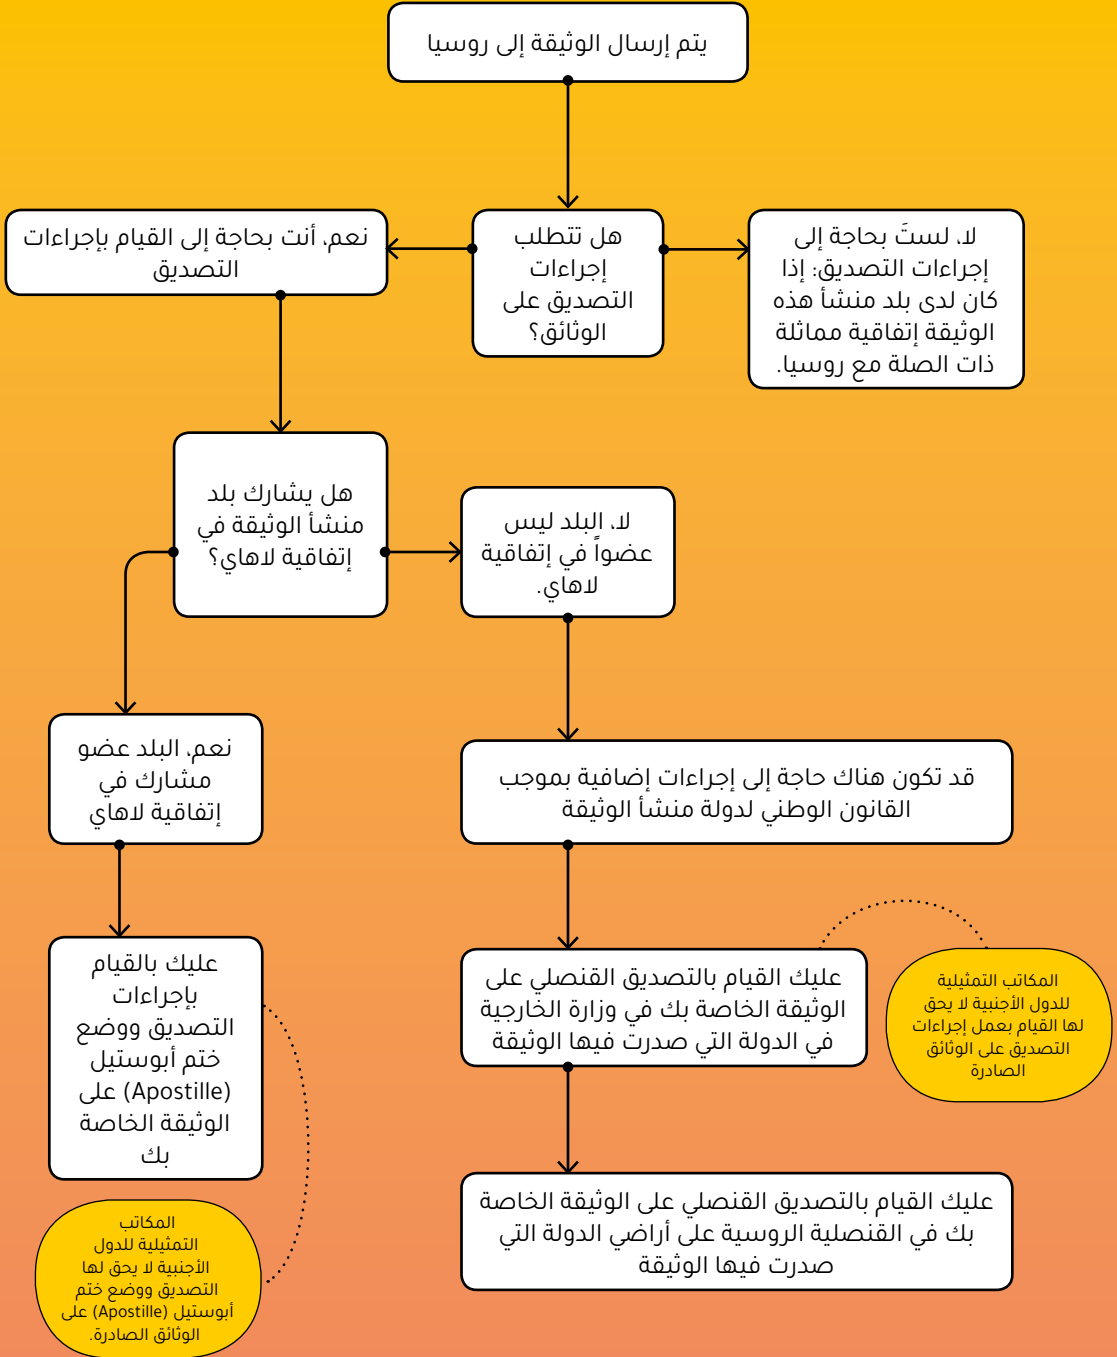 يتم إرسال الوثيقة إلى روسيا
لا، لستَ بحاجة إلى
إجراءات التصديق: إذا
كان لدى بلد منشأ هذه
الوثيقة إتفاقية مماثلة
ذات الصلة مع روسيا.
هل تتطلب
إجراءات
التصديق على
الوثائق؟
نعم، أنت بحاجة إلى القيام بإجراءات
التصديق
هل يشارك بلد
منشأ الوثيقة في
إتفاقية لاهاي؟
لا، البلد ليس
عضواً في إتفاقية
لاهاي.
نعم، البلد عضو
مشارك في
إتفاقية لاهاي
قد تكون هناك حاجة إلى إجراءات إضافية بموجب
القانون الوطني لدولة منشأ الوثيقة
عليك بالقيام
بإجراءات
التصديق ووضع
ختم أبوستيل
(Apostille) على
الوثيقة الخاصة
بك
عليك القيام بالتصديق القنصلي على
الوثيقة الخاصة بك في وزارة الخارجية
في الدولة التي صدرت فيها الوثيقة
المكاتب التمثيلية
للدول الأجنبية لا يحق
لها القيام بعمل إجراءات
التصديق على الوثائق
الصادرة
عليك القيام بالتصديق القنصلي على الوثيقة الخاصة
بك في القنصلية الروسية على أراضي الدولة التي
صدرت فيها الوثيقة
المكاتب
التمثيلية للدول
الأجنبية لا يحق لها
التصديق ووضع ختم
أبوستيل (Apostille) على
الوثائق الصادرة.